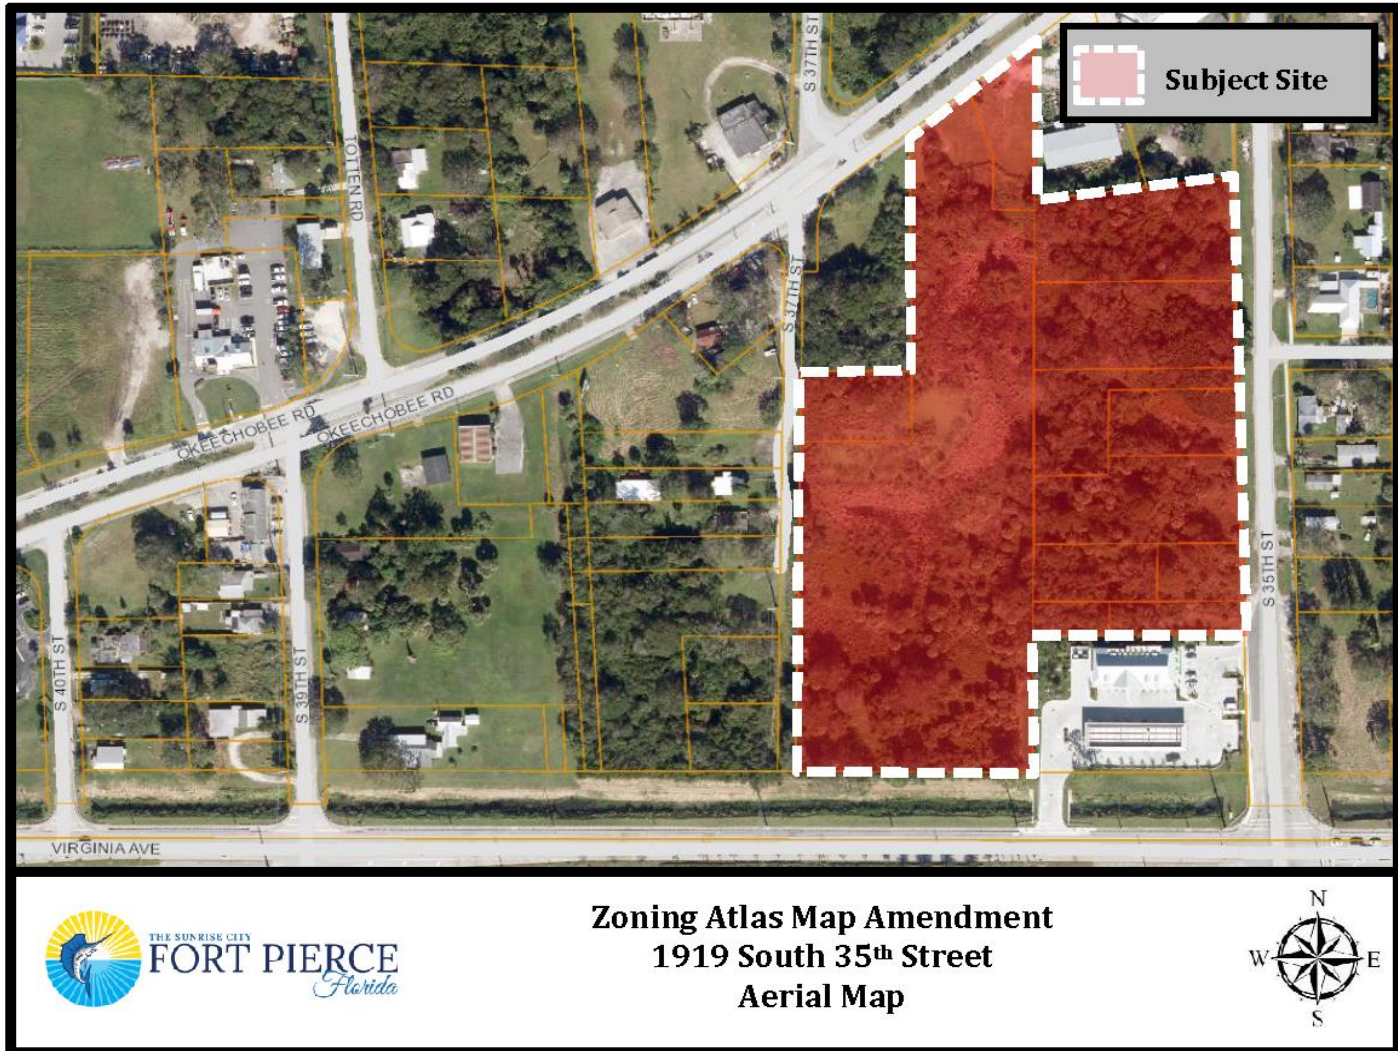 S 37TH ST
Subject Site
TOTTEN RD
S 37TH ST
OKEECHOBEE RD
OKEECHOBEE RD
S 40TH ST
S 39TH ST
S 35TH ST
VIRGINIA AVE
THE SUNRISE CITY
FORT PIERCE
Florida
Zoning Atlas Map Amendment
1919 South 35th Street
Aerial Map
N
W
E
S